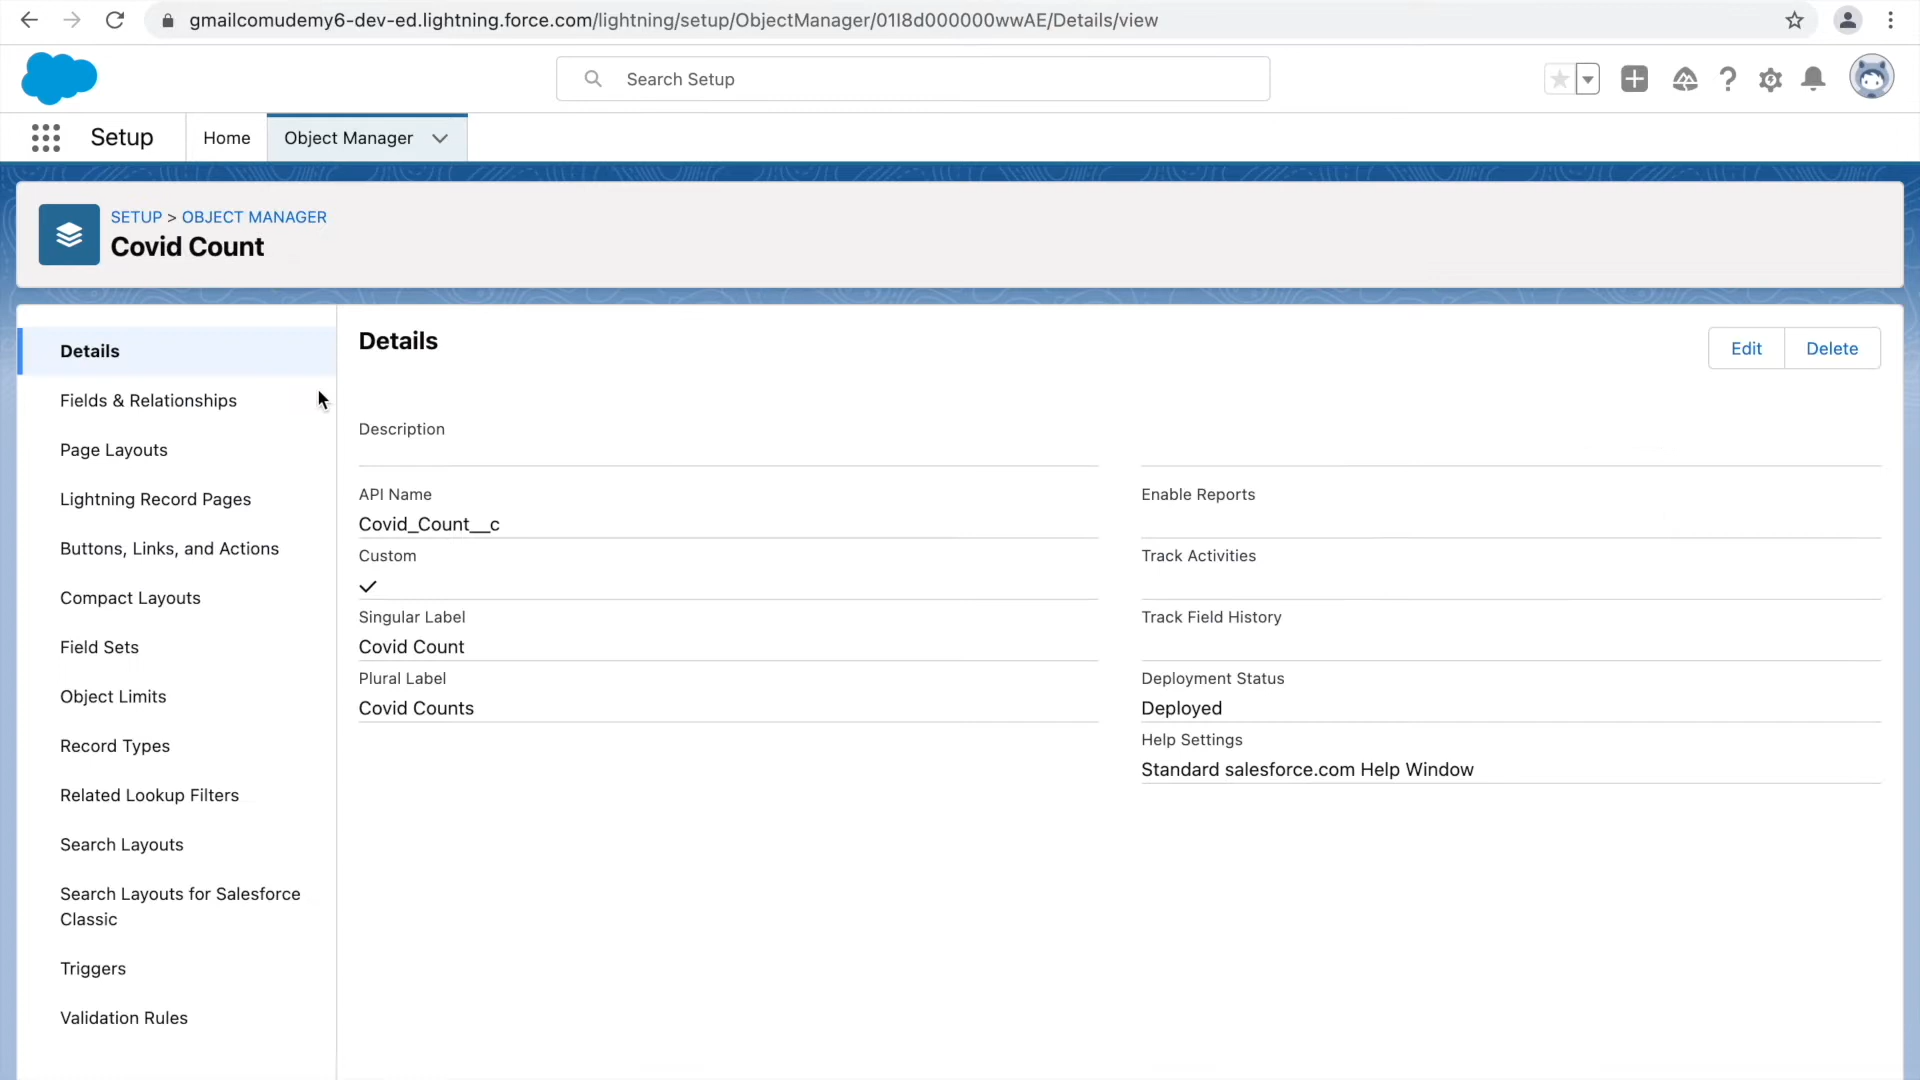 gmailcomudemy6-dev-ed.lightning.force.com/lightning/setup/ObjectManager/01I8d000000wwAE/Details/view
Search Setup
Setup
Home
Object Manager
SETUP > OBJECT MANAGER
Covid Count
Details
Fields & Relationships
Page Layouts
Lightning Record Pages
Buttons, Links, and Actions
Compact Layouts
Field Sets
Object Limits
Record Types
Related Lookup Filters
Search Layouts
Search Layouts for Salesforce
Classic
Triggers
Validation Rules
Details
Edit
Delete
Description
API Name
Covid_Count__c
Custom
Singular Label
Covid Count
Plural Label
Covid Counts
Enable Reports
Track Activities
Track Field History
Deployment Status
Deployed
Help Settings
Standard salesforce.com Help Window